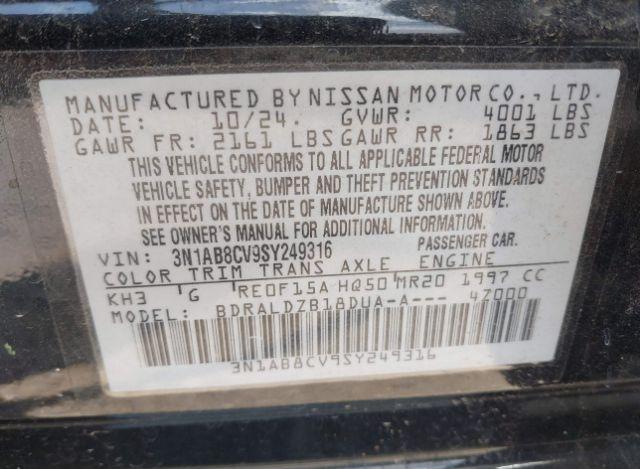 MANUFACTURED BY NISSAN MOTOR CO., LTD.
DATE: 10/24. GVWR: 4001 LBS
GAWR FR: 2161 LBS GAWR RR: 1863 LBS
THIS VEHICLE CONFORMS TO ALL APPLICABLE FEDERAL MOTOR
VEHICLE SAFETY, BUMPER AND THEFT PREVENTION STANDARDS
IN EFFECT ON THE DATE OF MANUFACTURE SHOWN ABOVE.
SEE OWNER'S MANUAL FOR ADDITIONAL INFORMATION.
VIN: 3N1AB8CV9SY249316 PASSENGER CAR.
COLOR TRIM TRANS AXLE ENGINE
KH3 G RE0F15A HQ50 MR20 1997 CC
MODEL: BDRALDZB18DUA-A--- 47000
3N1AB8CV9SY249316